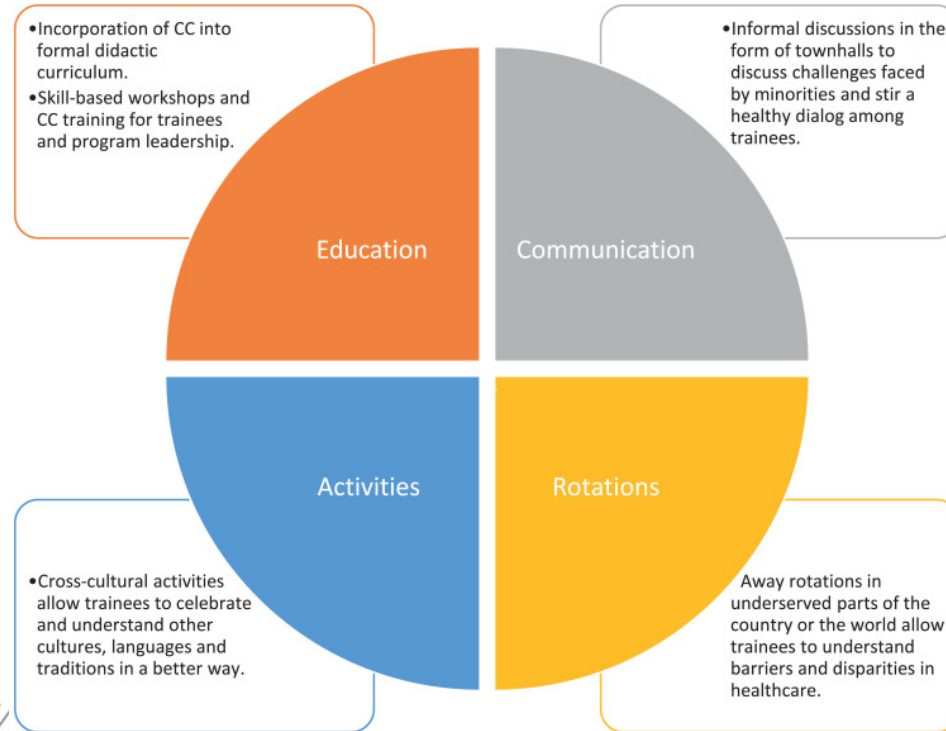 •Incorporation of CC into
formal didactic
curriculum.
•Skill-based workshops and
CC training for trainees
and program leadership.
•Informal discussions in the
form of townhalls to
discuss challenges faced
by minorities and stir a
healthy dialog among
trainees.
Education
Communication
Activities
Rotations
•Cross-cultural activities
allow trainees to celebrate
and understand other
cultures, languages and
traditions in a better way.
Away rotations in
underserved parts of the
country or the world allow
trainees to understand
barriers and disparities in
healthcare.